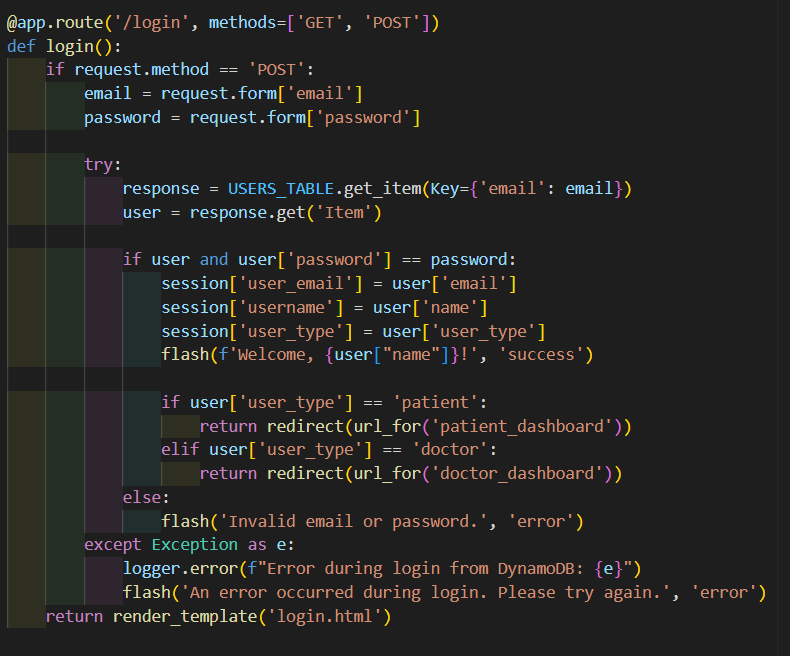 @app.route('/login', methods=['GET', 'POST'])
def login():
    if request.method == 'POST':
        email = request.form['email']
        password = request.form['password']

        try:
            response = USERS_TABLE.get_item(Key={'email': email})
            user = response.get('Item')

            if user and user['password'] == password:
                session['user_email'] = user['email']
                session['username'] = user['name']
                session['user_type'] = user['user_type']
                flash(f'Welcome, {user["name"]}!', 'success')

                if user['user_type'] == 'patient':
                    return redirect(url_for('patient_dashboard'))
                elif user['user_type'] == 'doctor':
                    return redirect(url_for('doctor_dashboard'))
            else:
                flash('Invalid email or password.', 'error')
        except Exception as e:
            logger.error(f"Error during login from DynamoDB: {e}")
            flash('An error occurred during login. Please try again.', 'error')
    return render_template('login.html')